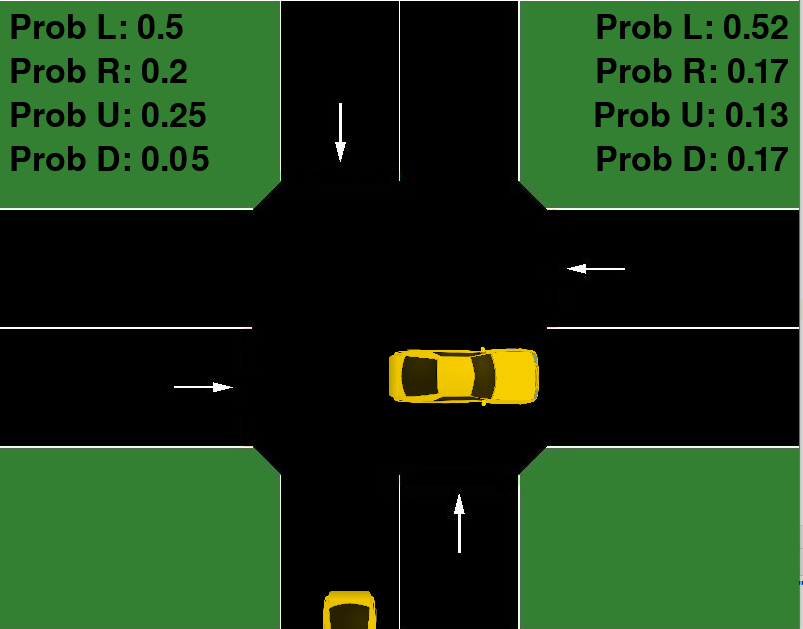 Prob L: 0.5
Prob R: 0.2
Prob U: 0.25
Prob D: 0.05
Prob L: 0.52
Prob R: 0.17
Prob U: 0.13
Prob D: 0.17